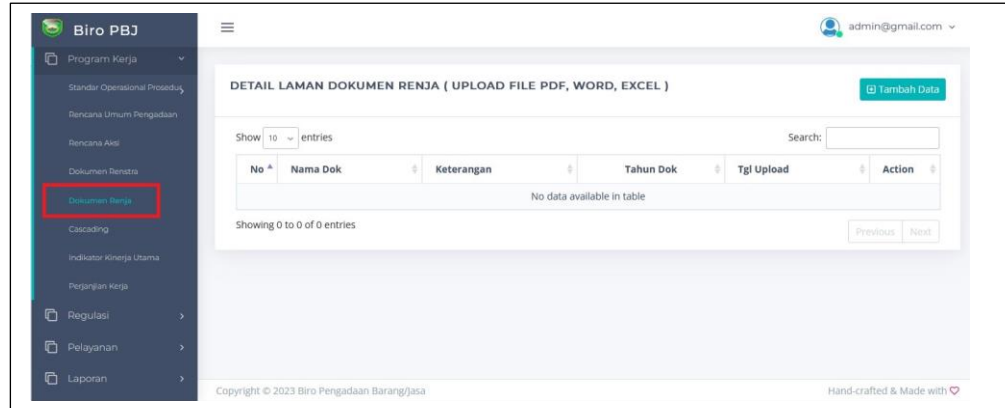 Biro PBJ
admin@gmail.com
Program Kerja
Standar Operasional Prosedur
Rencana Umum Pengadaan
Rencana Aksi
Dokumen Renstra
Dokumen Renja
Cascading
Indikator Kinerja Utama
Perjanjian Kerja
Regulasi
Pelayanan
Laporan
DETAIL LAMAN DOKUMEN RENJA ( UPLOAD FILE PDF, WORD, EXCEL )
Tambah Data
Show 10 entries
Search:
No Nama Dok Keterangan Tahun Dok Tgl Upload Action
No data available in table
Showing 0 to 0 of 0 entries
Previous Next
Copyright © 2023 Biro Pengadaan Barang/Jasa
Hand-crafted & Made with